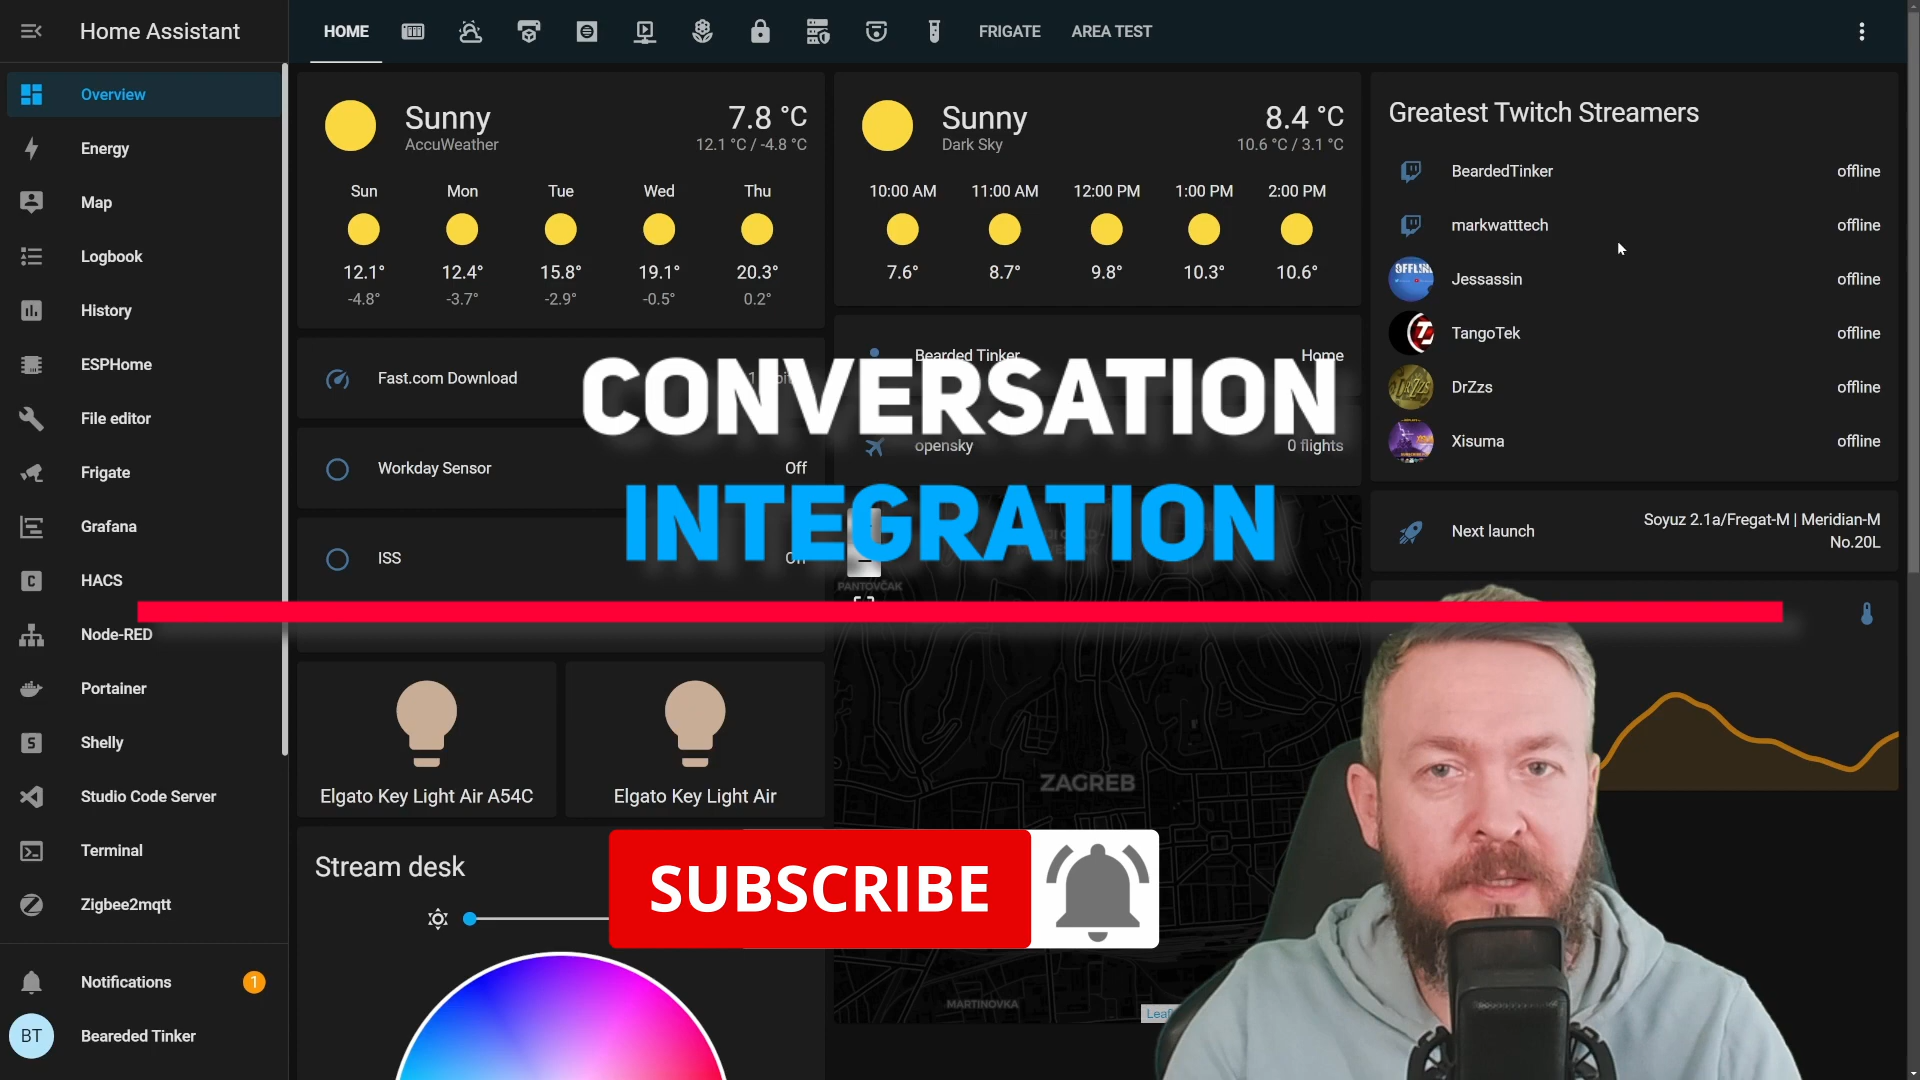 Home Assistant
HOME
FRIGATE
AREA TEST
Overview
Energy
Map
Logbook
History
ESPHome
File editor
Frigate
Grafana
HACS
Node-RED
Portainer
Shelly
Studio Code Server
Terminal
Zigbee2mqtt
Notifications 1
BT Beareded Tinker
Sunny 7.8 °C
AccuWeather 12.1 °C / -4.8 °C
Sun Mon Tue Wed Thu
12.1° 12.4° 15.8° 19.1° 20.3°
-4.8° -3.7° -2.9° -0.5° 0.2°
Sunny 8.4 °C
Dark Sky 10.6 °C / 3.1 °C
10:00 AM 11:00 AM 12:00 PM 1:00 PM 2:00 PM
7.6° 8.7° 9.8° 10.3° 10.6°
Greatest Twitch Streamers
BeardedTinker offline
markwatttech offline
Jessassin offline
TangoTek offline
DrZzs offline
Xisuma offline
Fast.com Download
Workday Sensor Off
ISS
Bearded Tinker Home
opensky 0 flights
CONVERSATION
INTEGRATION
Next launch
Soyuz 2.1a/Fregat-M | Meridian-M
No.20L
PANTOVČAK
ZAGREB
MARTINOVKA
Elgato Key Light Air A54C
Elgato Key Light Air
Stream desk
SUBSCRIBE